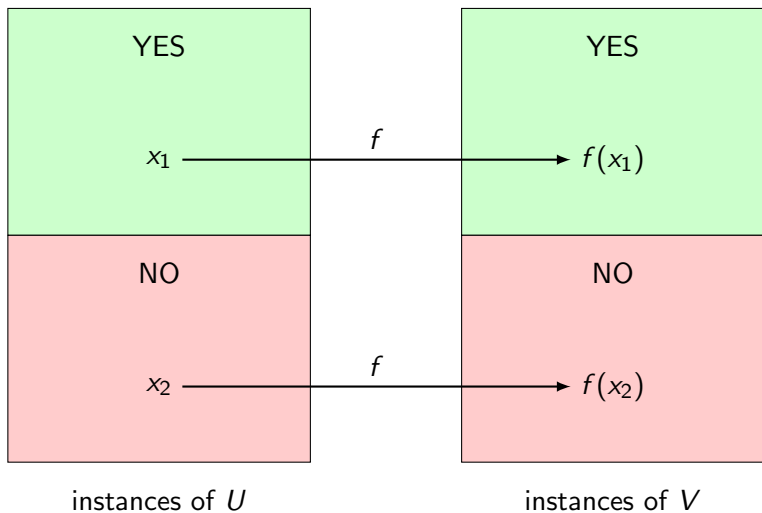 YES YES
f
x₁ f(x₁)
NO NO
f
x₂ f(x₂)
instances of U instances of V